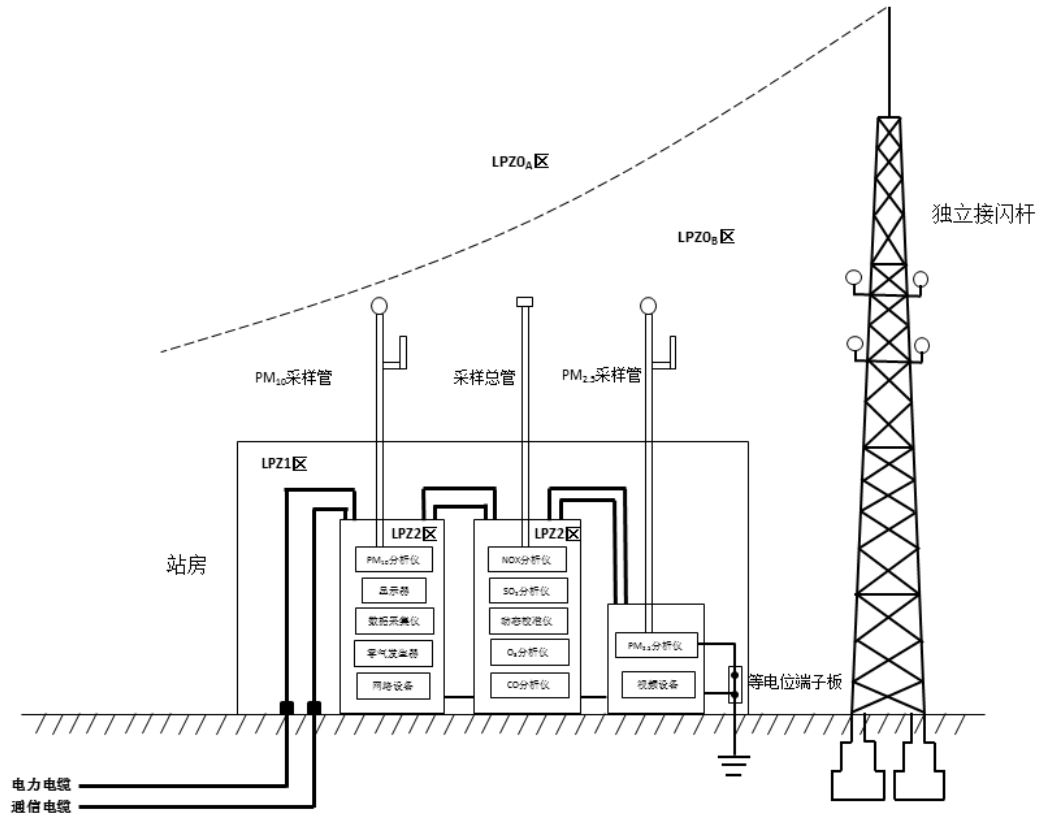 LPZ0A区
独立接闪杆
LPZ0B区
PM10采样管
采样总管
PM2.5采样管
LPZ1区
LPZ2区
LPZ2区
站房
PM10分析仪
显示器
数据采集仪
零气发生器
网络设备
NOX分析仪
SO2分析仪
动态校准仪
O3分析仪
CO分析仪
PM2.5分析仪
视频设备
等电位端子板
电力电缆
通信电缆